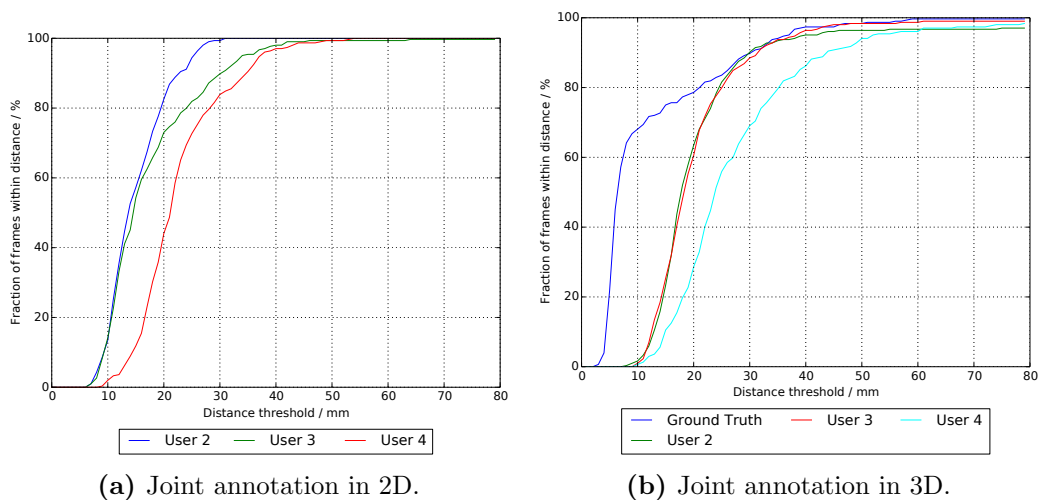 100
80
60
40
20
0
Fraction of frames within distance / %
0 10 20 30 40 50 60 70 80
Distance threshold / mm
User 2 User 3 User 4
(a) Joint annotation in 2D.
100
80
60
40
20
0
Fraction of frames within distance / %
0 10 20 30 40 50 60 70 80
Distance threshold / mm
Ground Truth User 3 User 4
User 2
(b) Joint annotation in 3D.